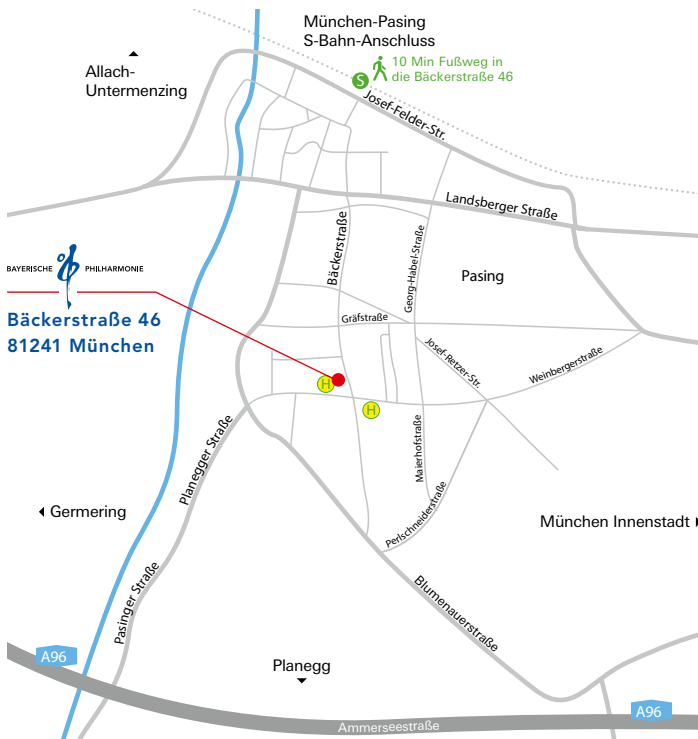 München-Pasing
S-Bahn-Anschluss
10 Min Fußweg in
die Bäckerstraße 46
S
Allach-
Untermenzing
Josef-Felder-Str.
Landsberger Straße
Bäckerstraße
Georg-Habel-Straße
Pasing
BAYERISCHE PHILHARMONIE
Bäckerstraße 46
81241 München
Gräfstraße
Josef-Retzer-Str.
Weinbergerstraße
H
H
Maierhofstraße
Planegger Straße
Perlschneiderstraße
Germering
München Innenstadt
Pasinger Straße
Blumenauerstraße
A96
Planegg
A96
Ammerseestraße